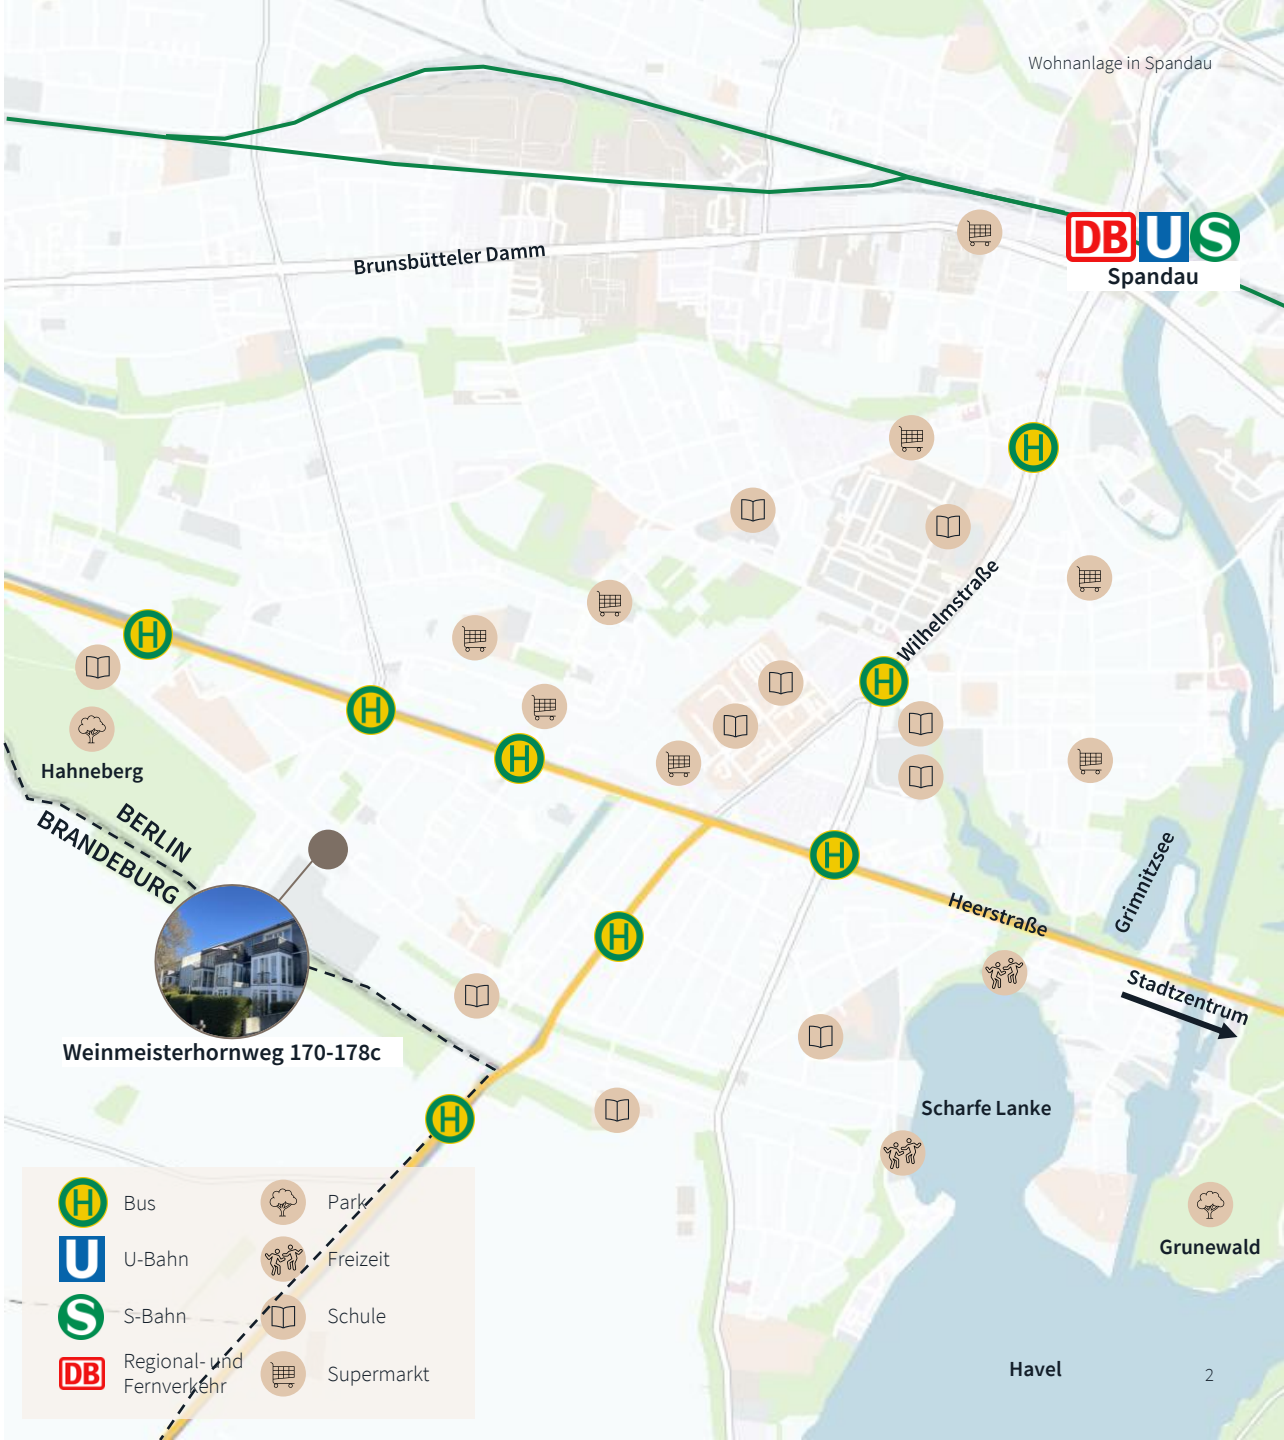 Wohnanlage in Spandau
DB U S
Spandau
Brunsbütteler Damm
H
Wilhelmstraße
H
H
H
H
H
Hahneberg
BERLIN
BRANDEBURG
H
Heerstraße
Grimnitzsee
H
Stadtzentrum
Weinmeisterhornweg 170-178c
Scharfe Lanke
H
Grunewald
Havel
H Bus
Park
U U-Bahn
Freizeit
S S-Bahn
Schule
DB Regional- und
Fernverkehr
Supermarkt
2